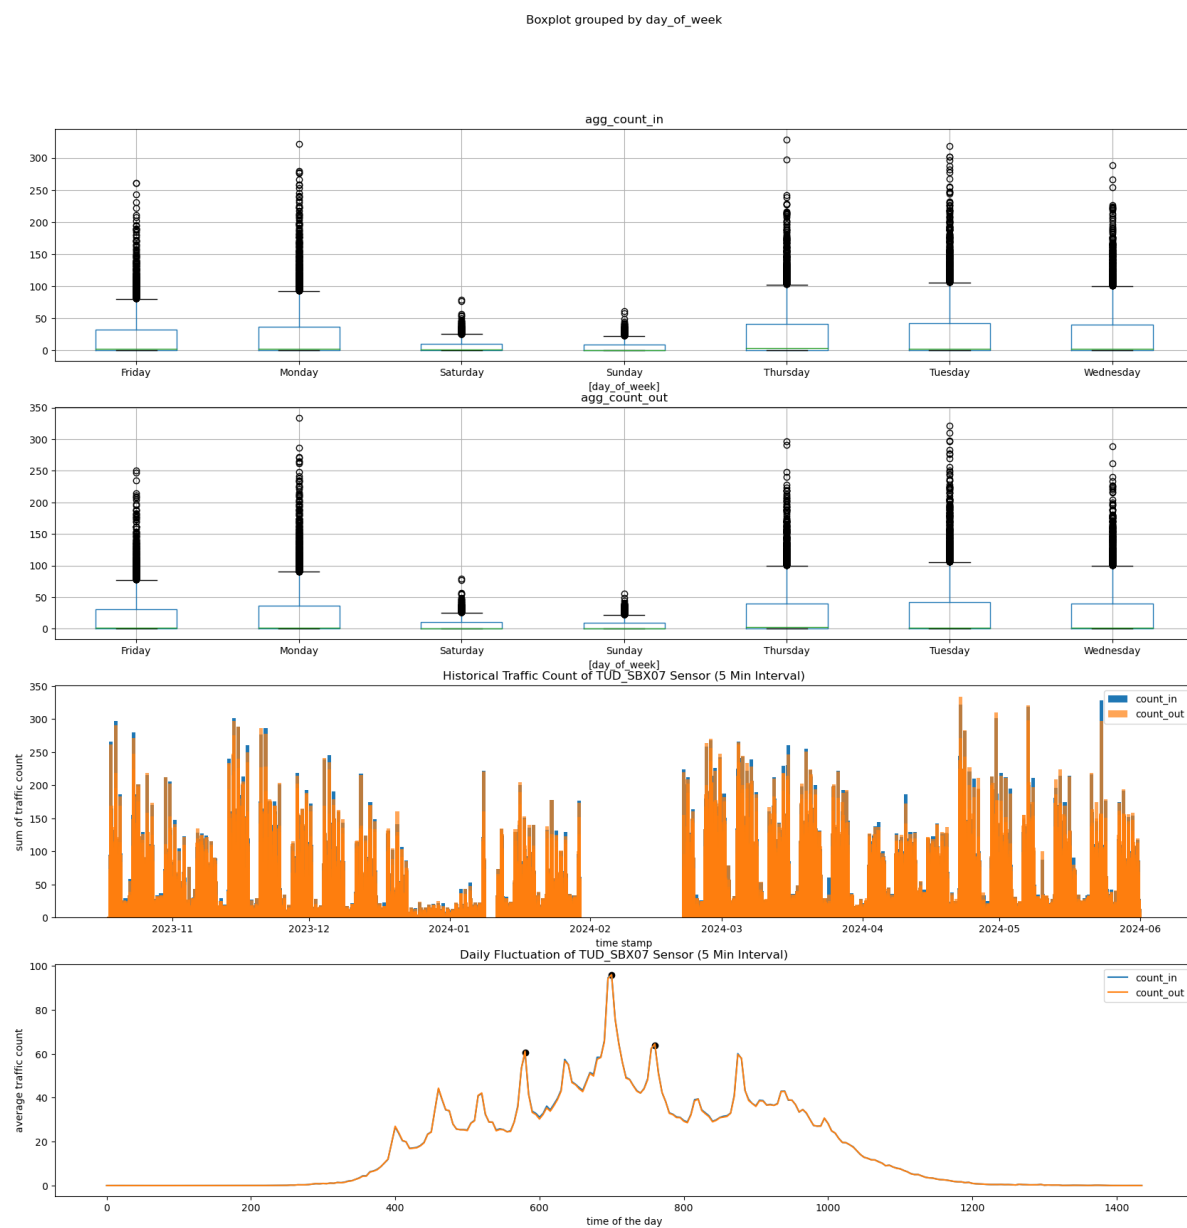 Boxplot grouped by day_of_week
agg_count_in
300
250
200
150
100
50
0
Friday Monday Saturday Sunday Thursday Tuesday Wednesday
[day_of_week]
agg_count_out
350
300
250
200
150
100
50
0
Friday Monday Saturday Sunday Thursday Tuesday Wednesday
[day_of_week]
Historical Traffic Count of TUD_SBX07 Sensor (5 Min Interval)
sum of traffic count
350
300
250
200
150
100
50
0
count_in
count_out
2023-11 2023-12 2024-01 2024-02 2024-03 2024-04 2024-05 2024-06
time stamp
Daily Fluctuation of TUD_SBX07 Sensor (5 Min Interval)
average traffic count
100
80
60
40
20
0
count_in
count_out
0 200 400 600 800 1000 1200 1400
time of the day